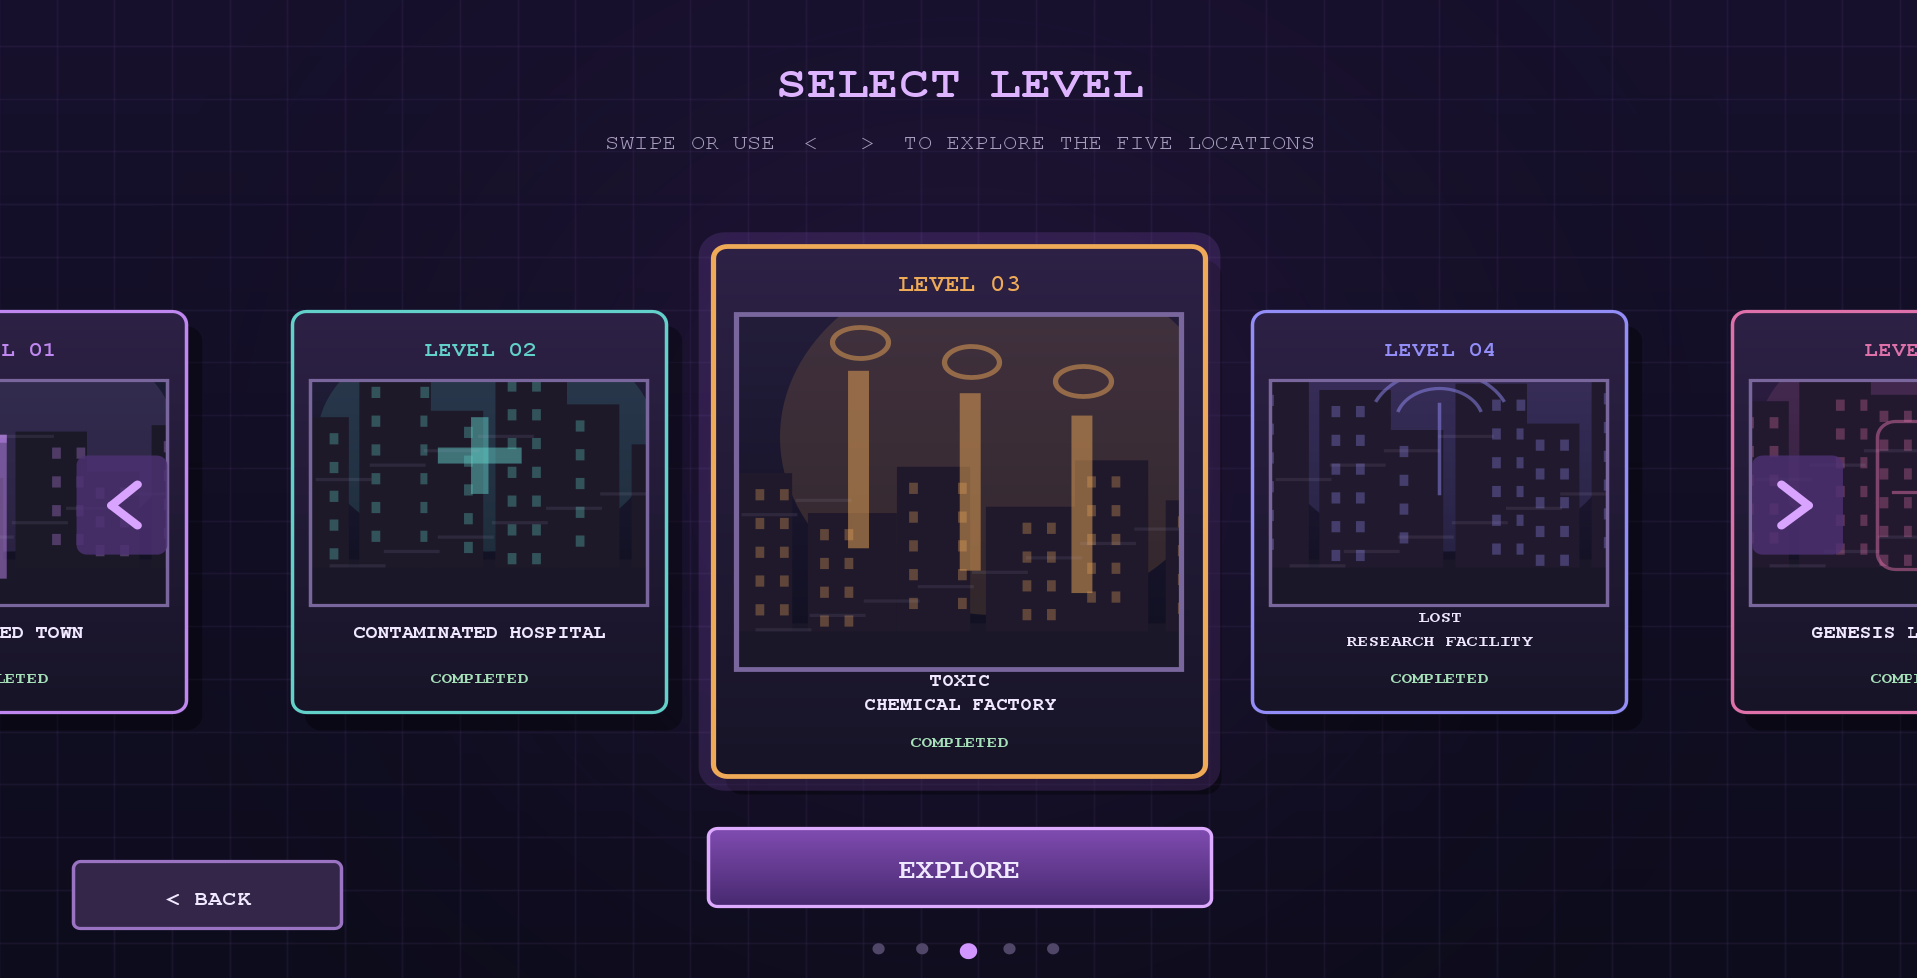 SELECT LEVEL
SWIPE OR USE < > TO EXPLORE THE FIVE LOCATIONS
L 01
ED TOWN
LETED
LEVEL 02
CONTAMINATED HOSPITAL
COMPLETED
LEVEL 03
TOXIC
CHEMICAL FACTORY
COMPLETED
LEVEL 04
LOST
RESEARCH FACILITY
COMPLETED
LEVE
GENESIS L
COMP
EXPLORE
< BACK